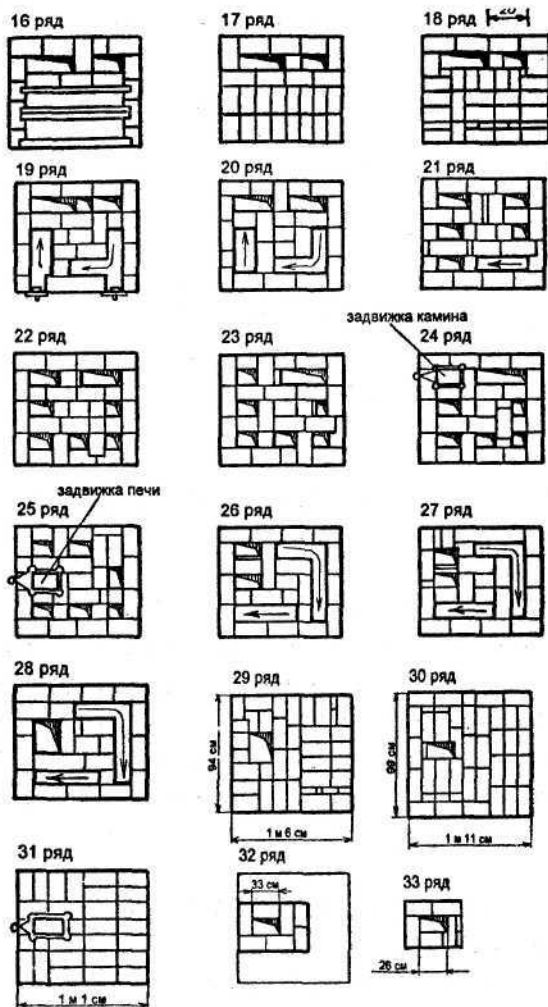 16 ряд
17 ряд
18 ряд
26
19 ряд
20 ряд
21 ряд
задвижка камина
22 ряд
23 ряд
24 ряд
задвижка печи
25 ряд
26 ряд
27 ряд
28 ряд
29 ряд
30 ряд
94 см
99 см
1 м 6 см
1 м 11 см
31 ряд
32 ряд
33 ряд
33 см
26 см
1 м 1 см